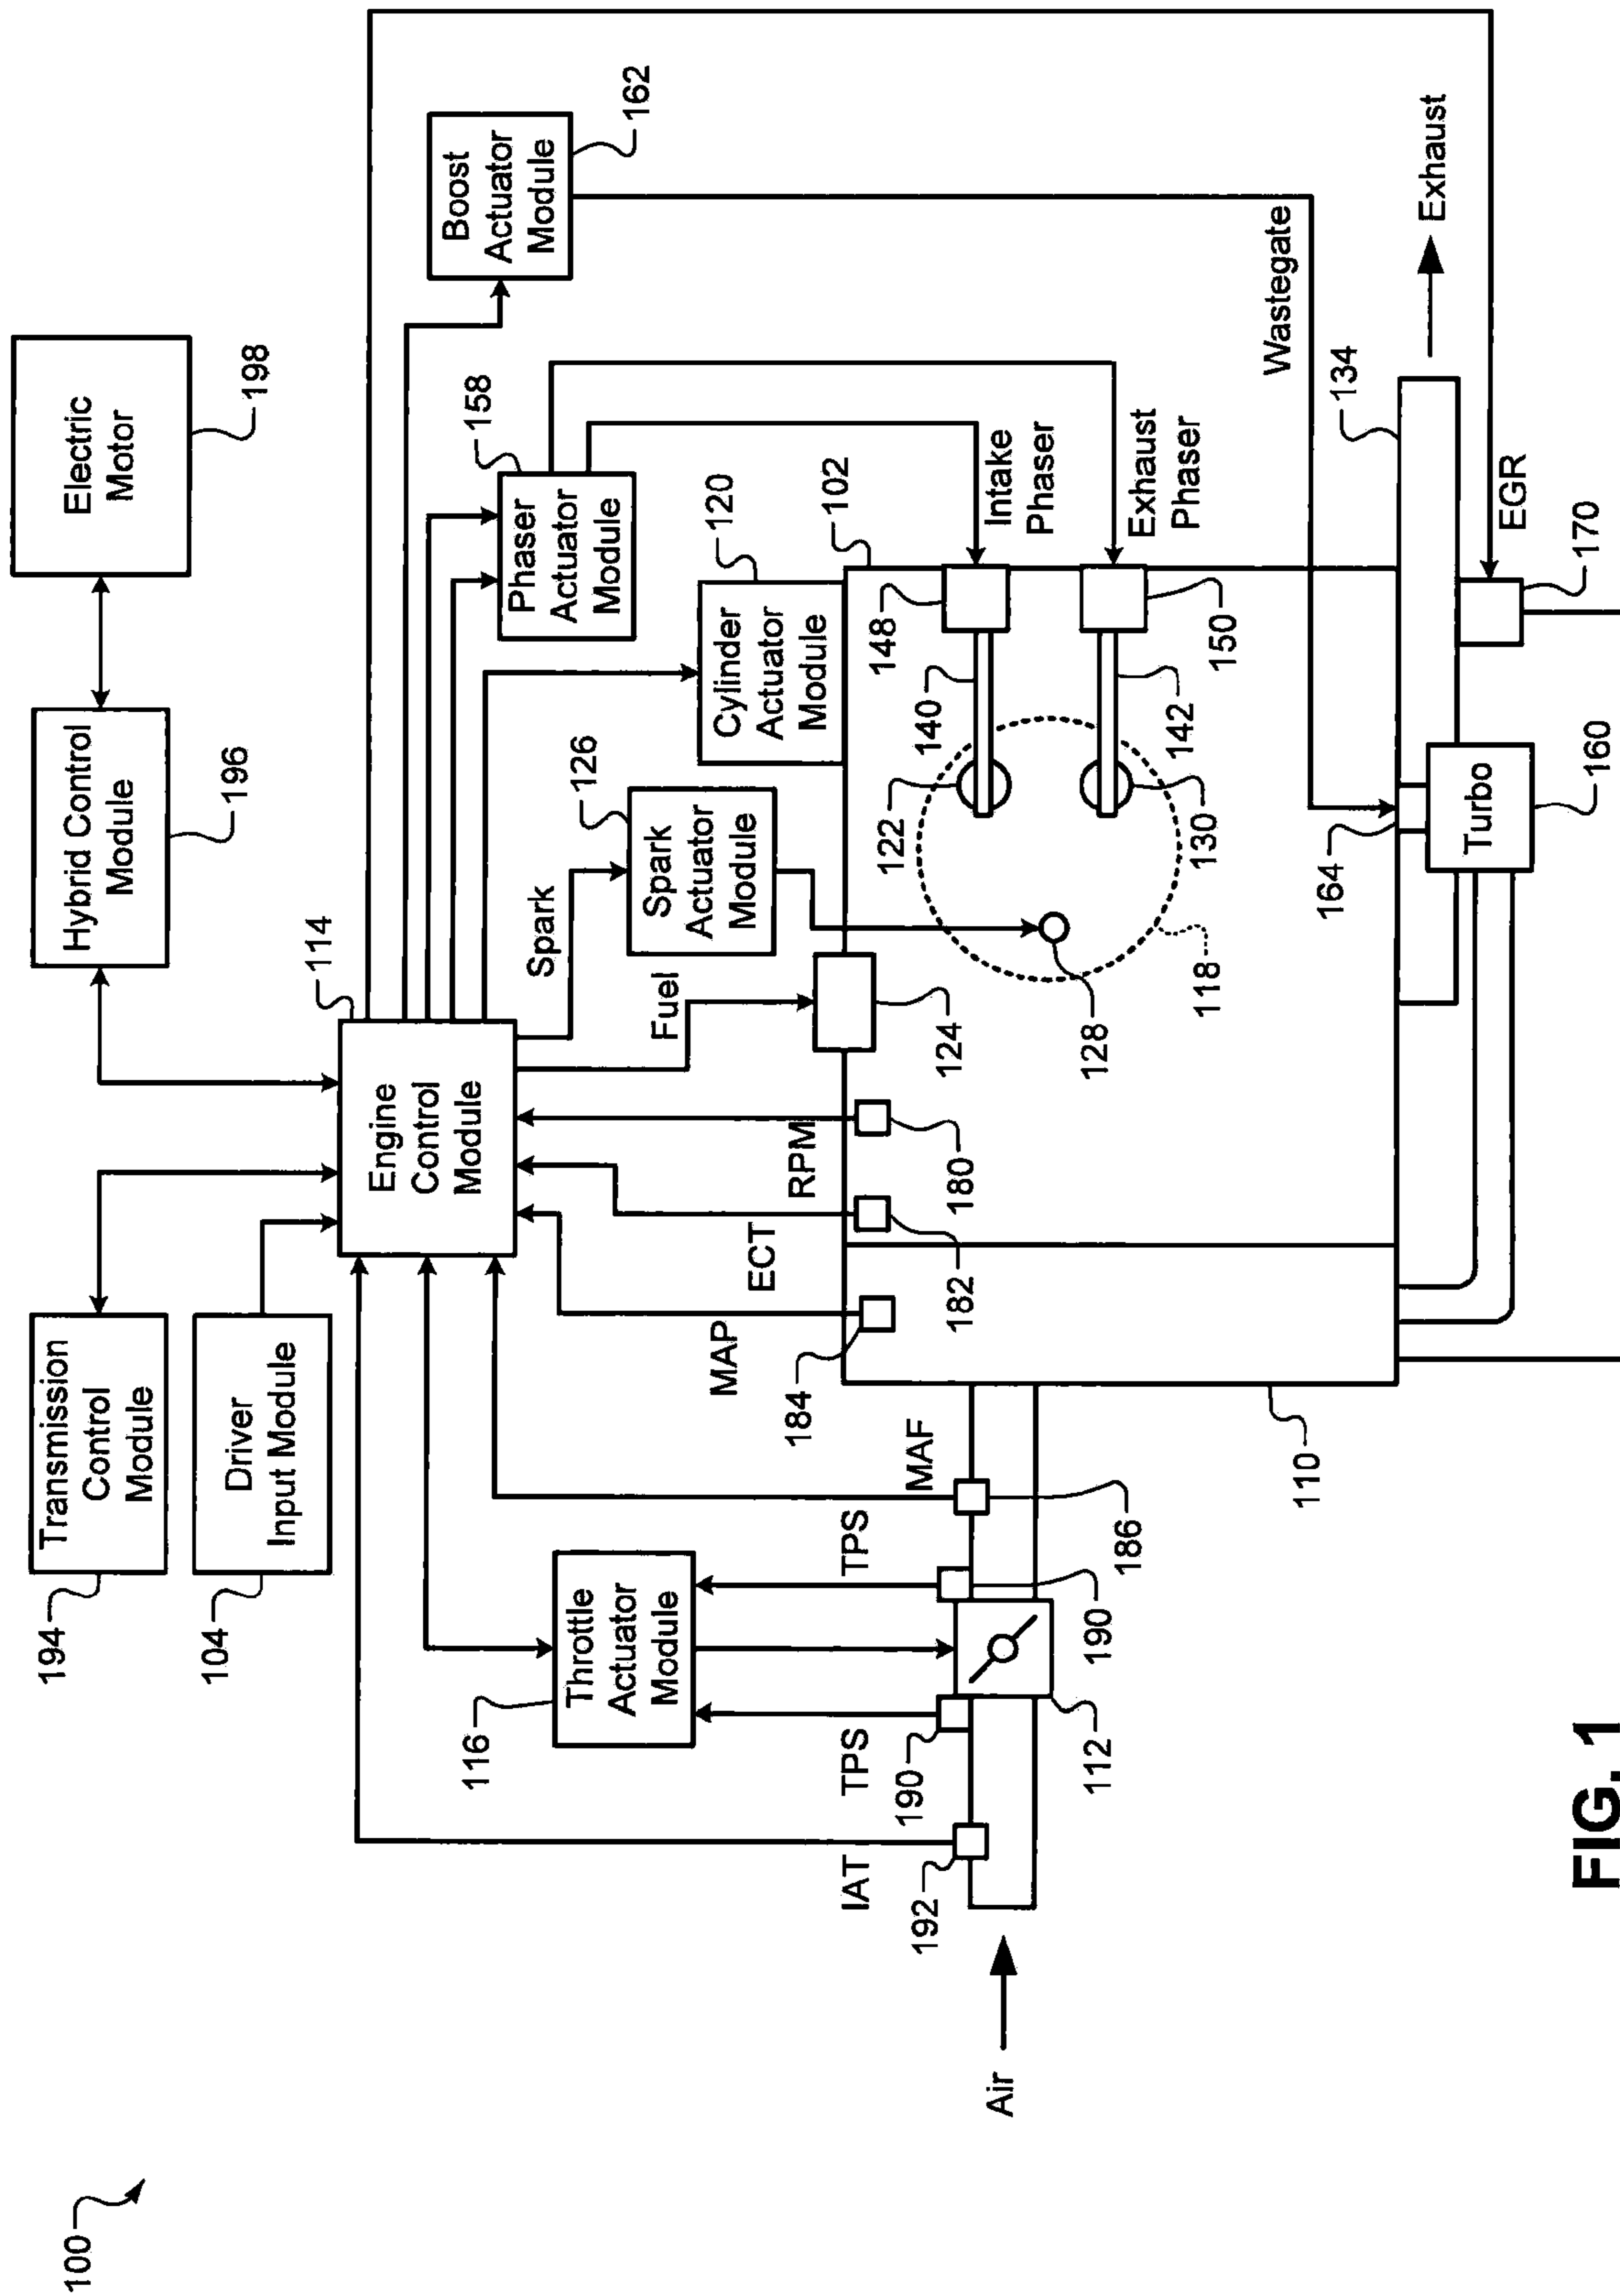 100
Transmission
Control
Module
194
Hybrid Control
Module
196
Electric
Motor
198
Driver
Input Module
104
Engine
Control
Module
114
Boost
Actuator
Module
162
Phaser
Actuator
Module
158
Throttle
Actuator
Module
116
Spark
Fuel
Spark
Actuator
Module
126
Cylinder
Actuator
Module
120
102
IAT
TPS
TPS
MAF
MAP
ECT
RPM
192
190
190
186
184
182
180
124
112
110
128
118
122
130
140
142
148
150
Intake
Phaser
Exhaust
Phaser
Wastegate
164
134
Air
Exhaust
Turbo
160
EGR
170
FIG. 1